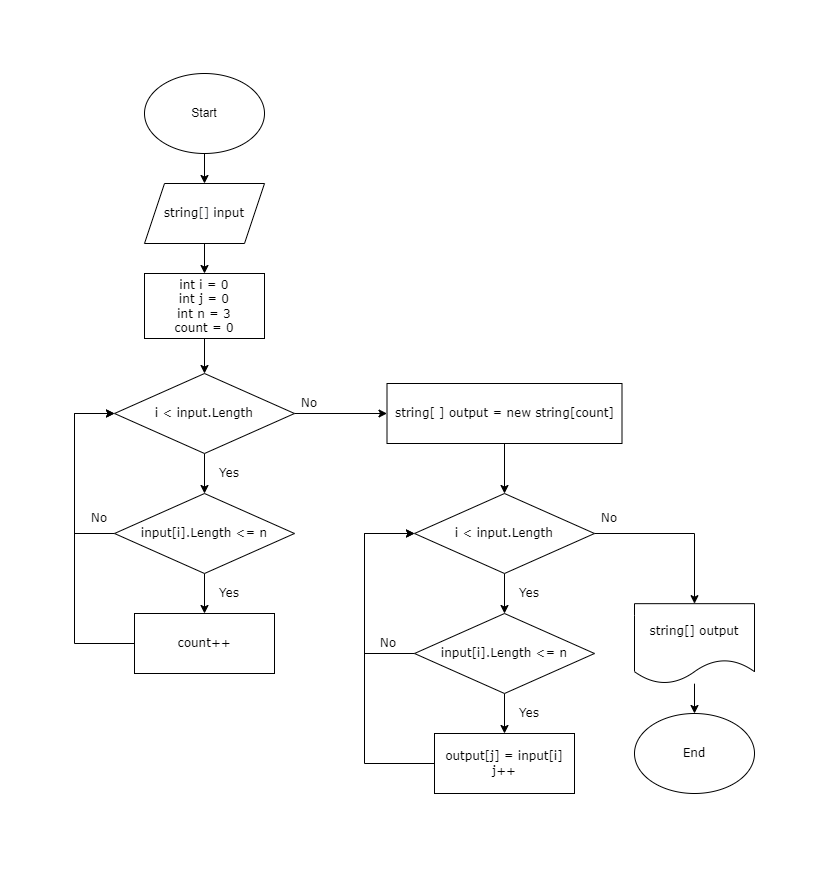 Start
string[] input
int i = 0
int j = 0
int n = 3
count = 0
i < input.Length
No
string[ ] output = new string[count]
Yes
No
input[i].Length <= n
Yes
count++
i < input.Length
No
Yes
No
input[i].Length <= n
Yes
output[j] = input[i]
j++
string[] output
End